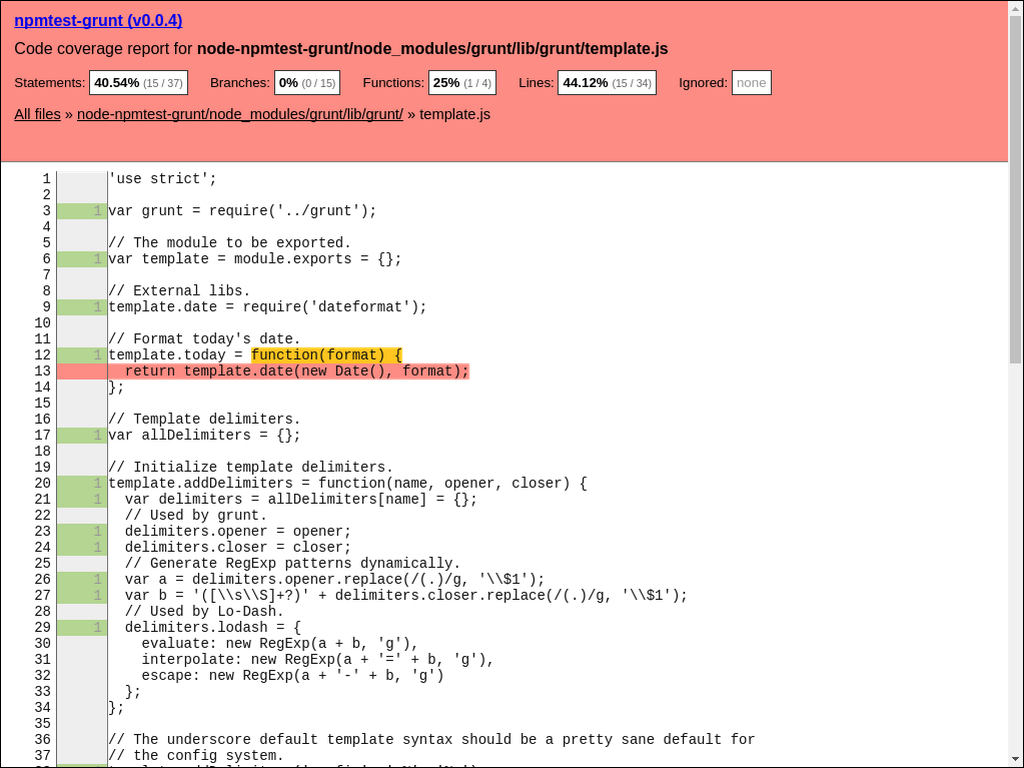 npmtest-grunt (v0.0.4)
Code coverage report for node-npmtest-grunt/node_modules/grunt/lib/grunt/template.js
Statements: 40.54% (15 / 37) Branches: 0% (0 / 15) Functions: 25% (1 / 4) Lines: 44.12% (15 / 34) Ignored: none
All files » node-npmtest-grunt/node_modules/grunt/lib/grunt/ » template.js
1 'use strict';
2
3 1 var grunt = require('../grunt');
4
5 // The module to be exported.
6 1 var template = module.exports = {};
7
8 // External libs.
9 1 template.date = require('dateformat');
10
11 // Format today's date.
12 1 template.today = function(format) {
13 return template.date(new Date(), format);
14 };
15
16 // Template delimiters.
17 1 var allDelimiters = {};
18
19 // Initialize template delimiters.
20 1 template.addDelimiters = function(name, opener, closer) {
21 1 var delimiters = allDelimiters[name] = {};
22 // Used by grunt.
23 1 delimiters.opener = opener;
24 1 delimiters.closer = closer;
25 // Generate RegExp patterns dynamically.
26 1 var a = delimiters.opener.replace(/(.)/g, '\\$1');
27 1 var b = '([\\s\\S]+?)' + delimiters.closer.replace(/(.)/g, '\\$1');
28 // Used by Lo-Dash.
29 1 delimiters.lodash = {
30 evaluate: new RegExp(a + b, 'g'),
31 interpolate: new RegExp(a + '=' + b, 'g'),
32 escape: new RegExp(a + '-' + b, 'g')
33 };
34 };
35
36 // The underscore default template syntax should be a pretty sane default for
37 // the config system.